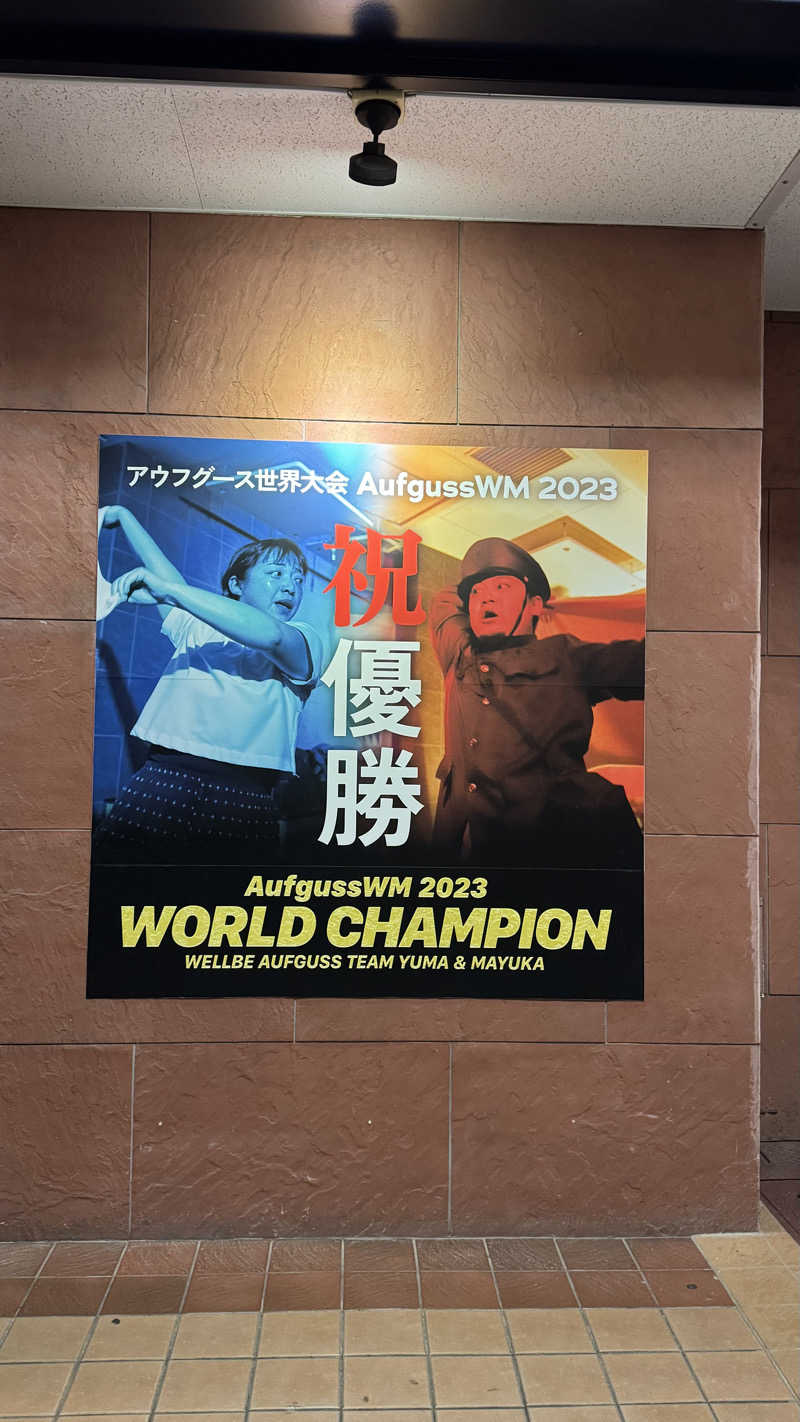 アウフグース世界大会 AufgussWM 2023
祝
優
勝
AufgussWM 2023
WORLD CHAMPION
WELLBE AUFGUSS TEAM YUMA & MAYUKA